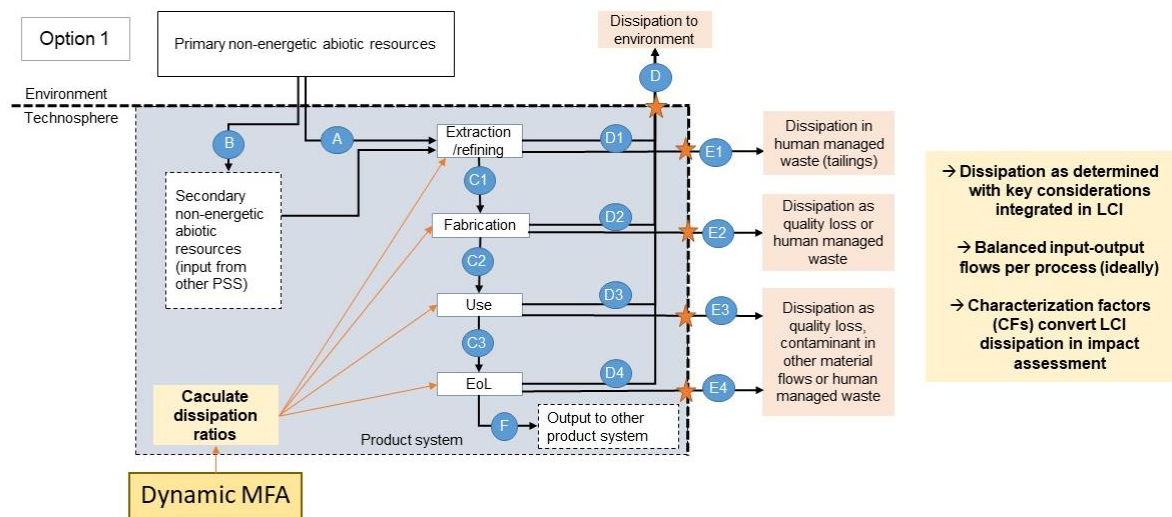 Option 1
Primary non-energetic abiotic resources
Dissipation to
environment
D
Environment
Technosphere
B
A
Extraction
/refining
D1
E1
Dissipation in
human managed
waste (tailings)
C1
Secondary
non-energetic
abiotic
resources
(input from
other PSS)
Fabrication
D2
E2
Dissipation as
quality loss or
human managed
waste
C2
Use
D3
E3
Dissipation as
quality loss,
contaminant in
other material
flows or human
managed waste
C3
EoL
D4
E4
F
Output to other
product system
Caculate
dissipation
ratios
Product system
Dynamic MFA
→ Dissipation as determined
with key considerations
integrated in LCI
→ Balanced input-output
flows per process (ideally)
→ Characterization factors
(CFs) convert LCI
dissipation in impact
assessment